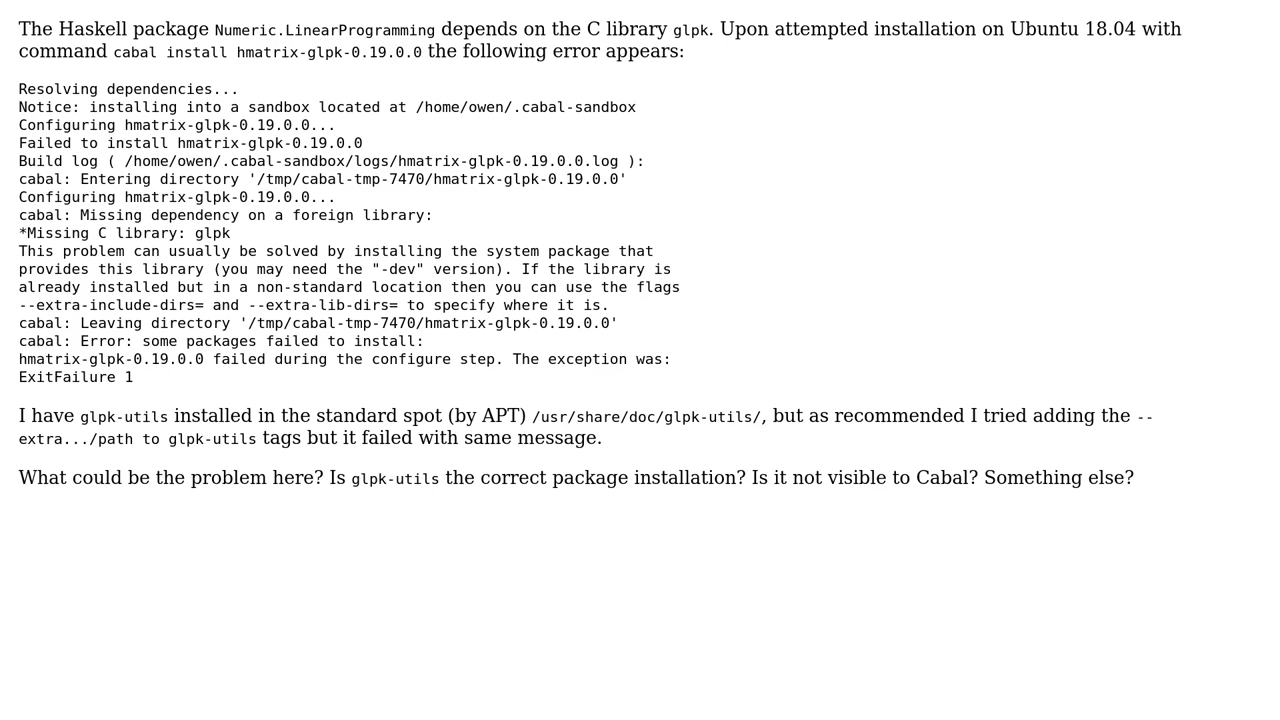 The Haskell package Numeric.LinearProgramming depends on the C library glpk. Upon attempted installation on Ubuntu 18.04 with
command cabal install hmatrix-glpk-0.19.0.0 the following error appears:
Resolving dependencies...
Notice: installing into a sandbox located at /home/owen/.cabal-sandbox
Configuring hmatrix-glpk-0.19.0.0...
Failed to install hmatrix-glpk-0.19.0.0
Build log ( /home/owen/.cabal-sandbox/logs/hmatrix-glpk-0.19.0.0.log ):
cabal: Entering directory '/tmp/cabal-tmp-7470/hmatrix-glpk-0.19.0.0'
Configuring hmatrix-glpk-0.19.0.0...
cabal: Missing dependency on a foreign library:
*Missing C library: glpk
This problem can usually be solved by installing the system package that
provides this library (you may need the "-dev" version). If the library is
already installed but in a non-standard location then you can use the flags
--extra-include-dirs= and --extra-lib-dirs= to specify where it is.
cabal: Leaving directory '/tmp/cabal-tmp-7470/hmatrix-glpk-0.19.0.0'
cabal: Error: some packages failed to install:
hmatrix-glpk-0.19.0.0 failed during the configure step. The exception was:
ExitFailure 1
I have glpk-utils installed in the standard spot (by APT) /usr/share/doc/glpk-utils/, but as recommended I tried adding the --
extra.../path to glpk-utils tags but it failed with same message.
What could be the problem here? Is glpk-utils the correct package installation? Is it not visible to Cabal? Something else?